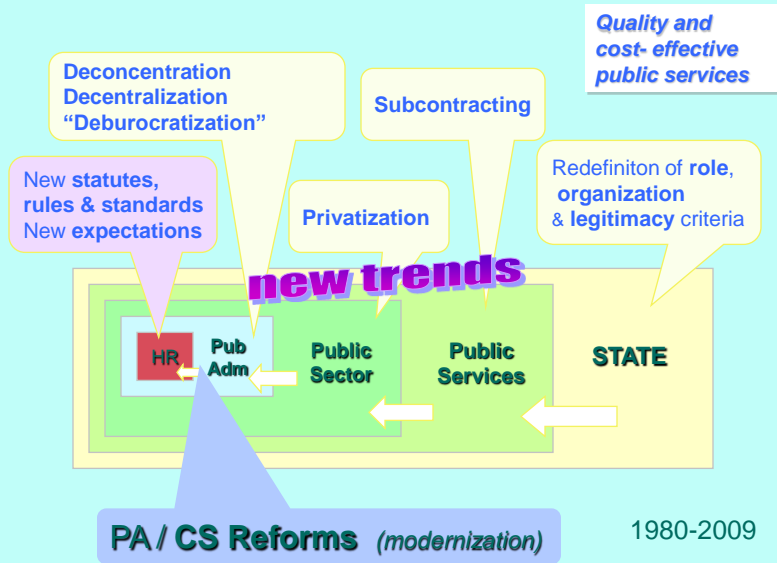 Quality and
cost- effective
public services
Deconcentration
Decentralization
“Deburocratization”
Subcontracting
New statutes,
rules & standards
New expectations
Privatization
Redefiniton of role,
organization
& legitimacy criteria
new trends
HR
Pub
Adm
Public
Sector
Public
Services
STATE
PA / CS Reforms (modernization)
1980-2009